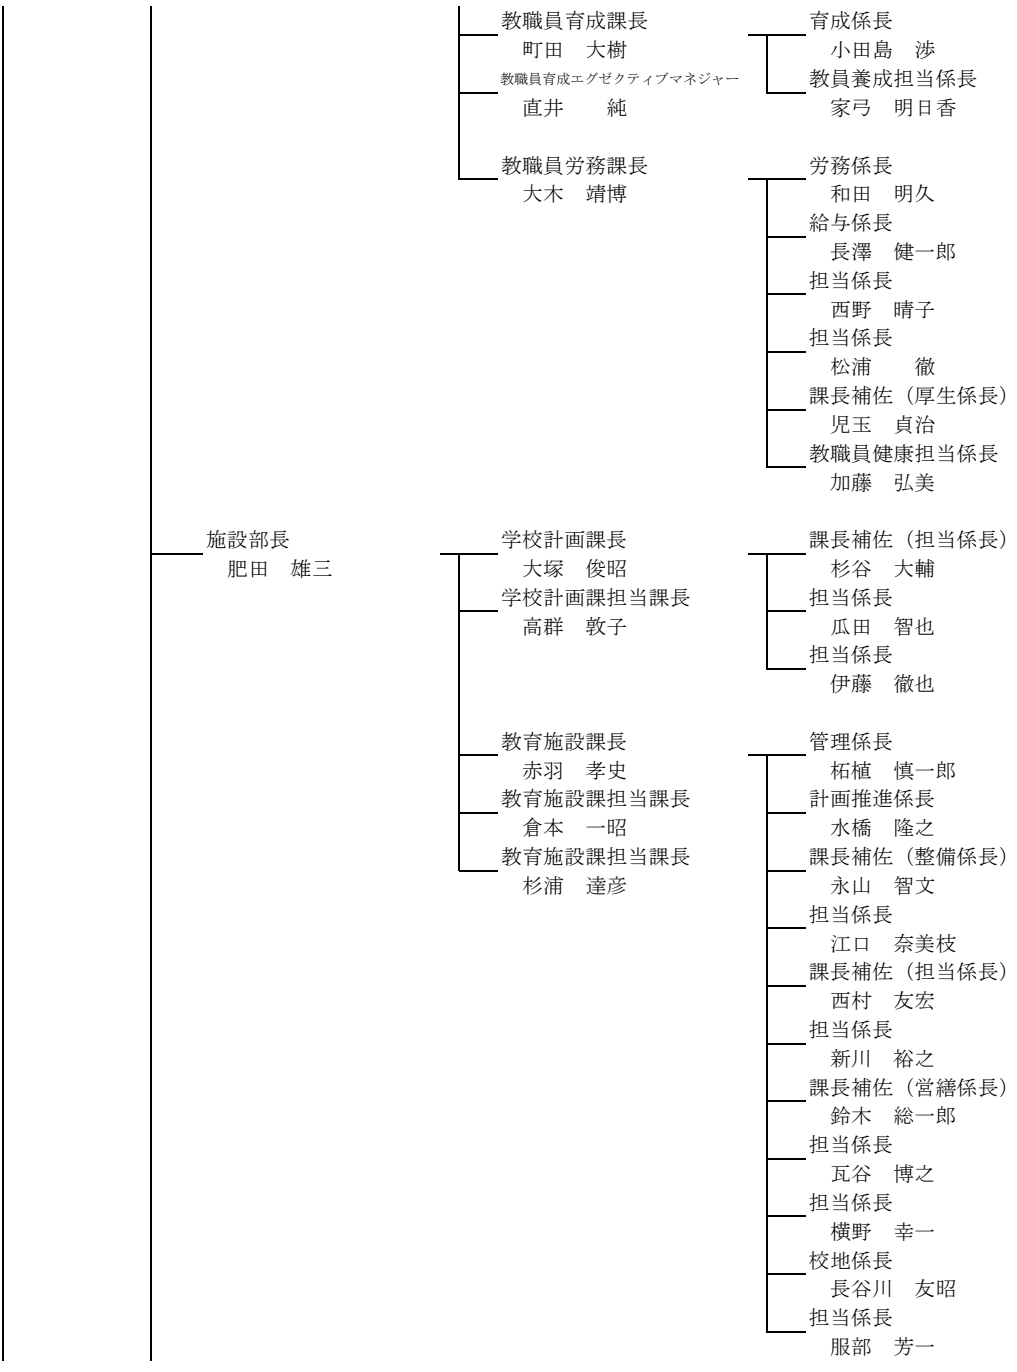 教職員育成課長
町田　大樹
教職員育成エグゼクティブマネジャー
直井　　純
育成係長
小田島　渉
教員養成担当係長
家弓　明日香
教職員労務課長
大木　靖博
労務係長
和田　明久
給与係長
長澤　健一郎
担当係長
西野　晴子
担当係長
松浦　　徹
課長補佐（厚生係長）
児玉　貞治
教職員健康担当係長
加藤　弘美
施設部長
肥田　雄三
学校計画課長
大塚　俊昭
学校計画課担当課長
高群　敦子
課長補佐（担当係長）
杉谷　大輔
担当係長
瓜田　智也
担当係長
伊藤　徹也
教育施設課長
赤羽　孝史
教育施設課担当課長
倉本　一昭
教育施設課担当課長
杉浦　達彦
管理係長
柘植　慎一郎
計画推進係長
水橋　隆之
課長補佐（整備係長）
永山　智文
担当係長
江口　奈美枝
課長補佐（担当係長）
西村　友宏
担当係長
新川　裕之
課長補佐（営繕係長）
鈴木　総一郎
担当係長
瓦谷　博之
担当係長
横野　幸一
校地係長
長谷川　友昭
担当係長
服部　芳一